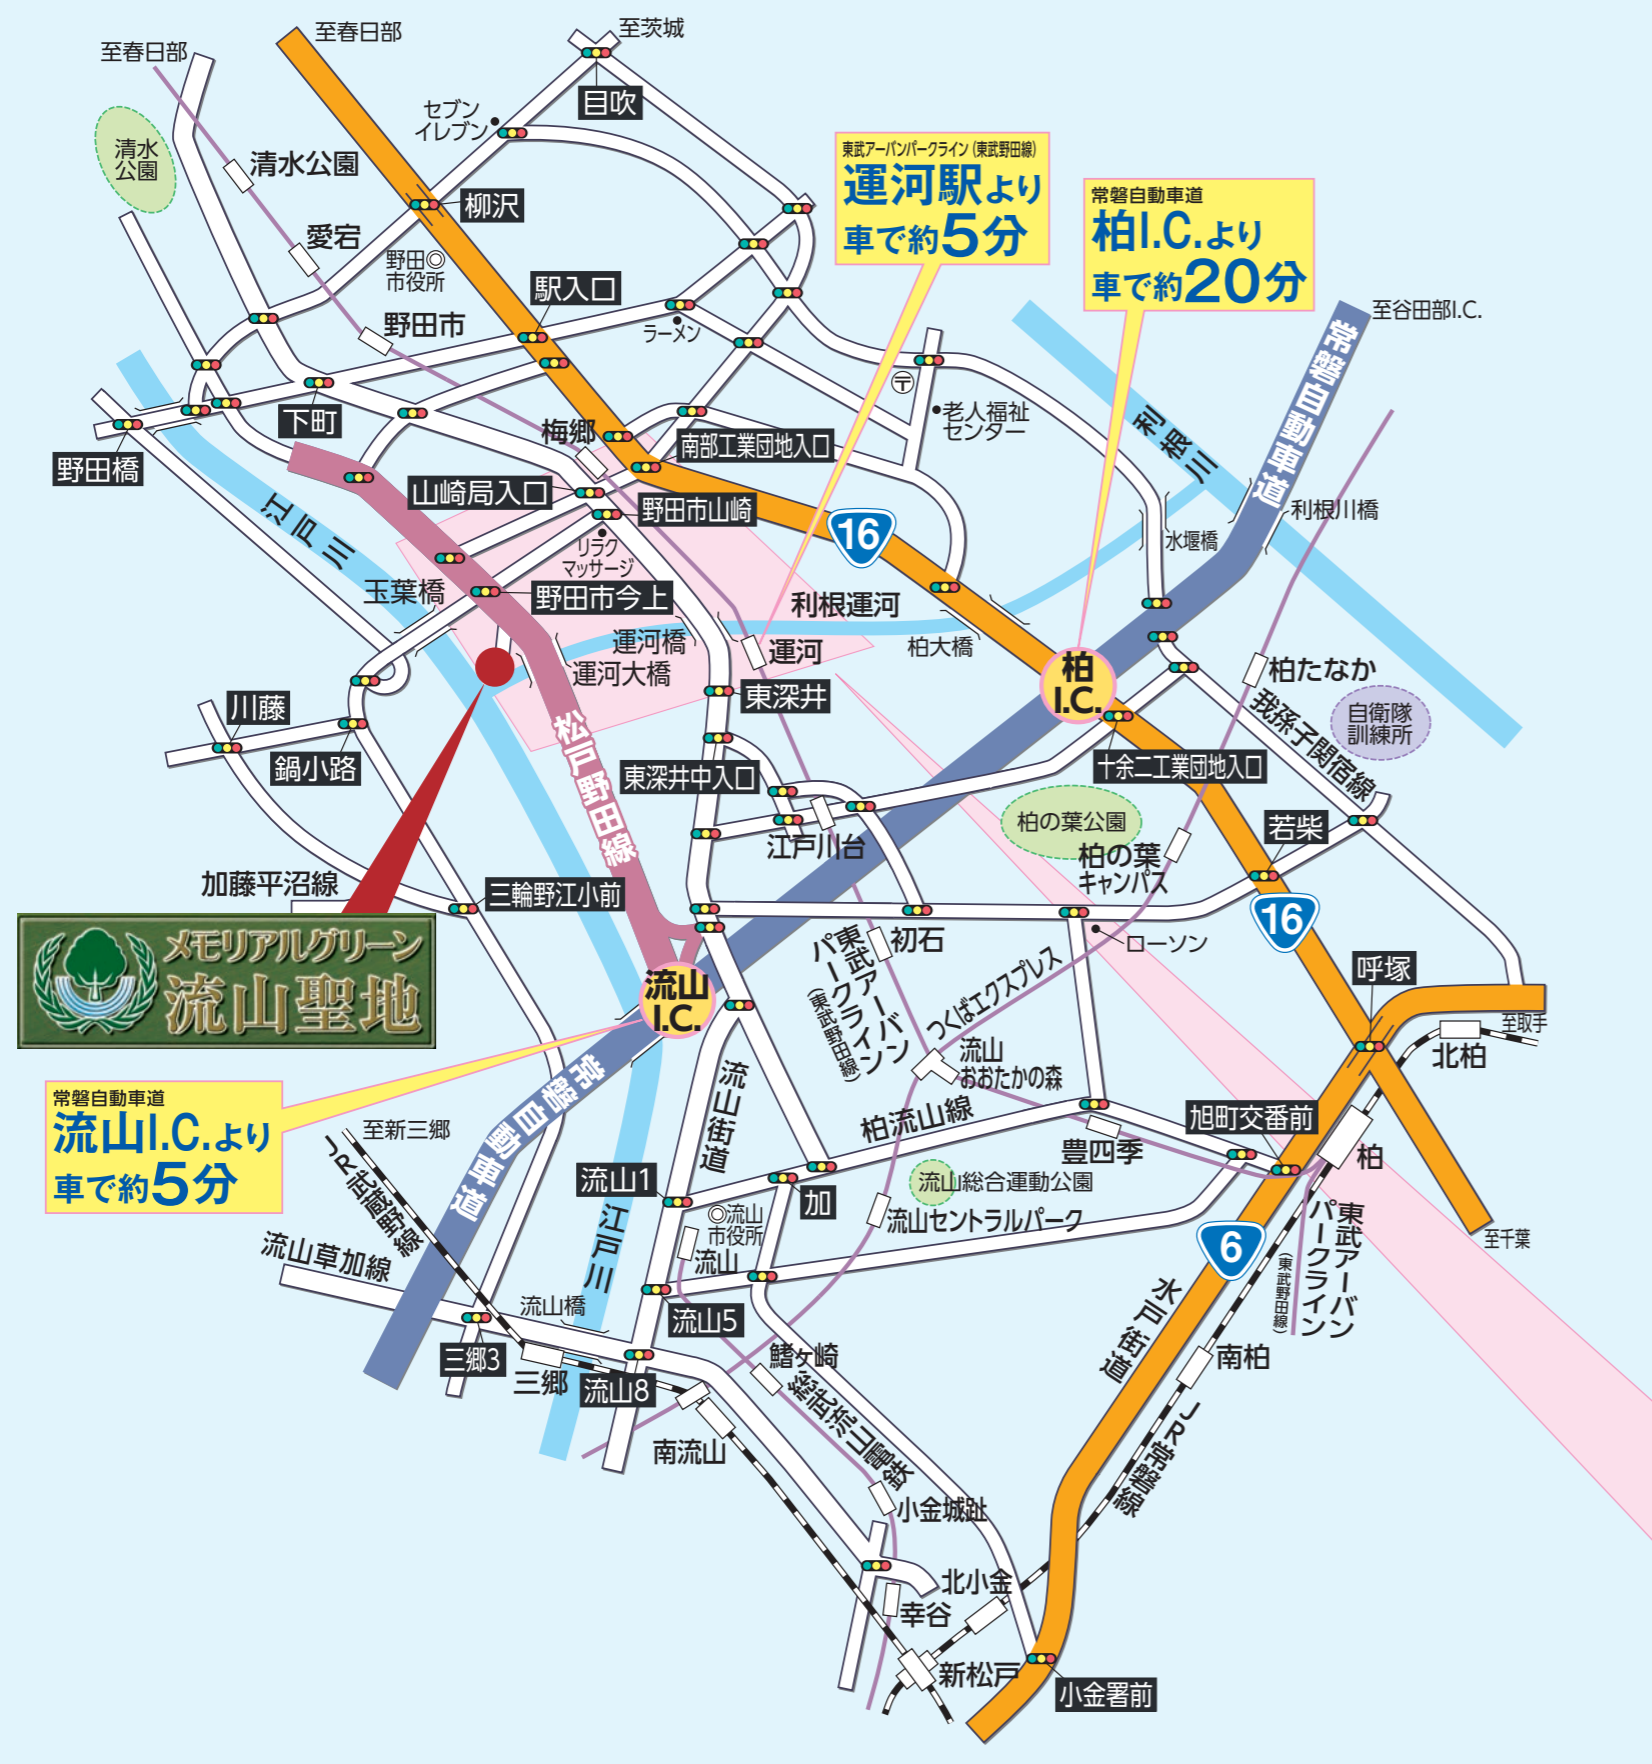 至春日部
至春日部
至茨城
目吹
セブン
イレブン
清水
公園
清水公園
柳沢
愛宕
野田◎
市役所
駅入口
野田市
ラーメン
東武アーバンパークライン（東武野田線）
運河駅より
車で約5分
常磐自動車道
柏I.C.より
車で約20分
至谷田部I.C.
常磐自動車道
利根川
〒
老人福祉
センター
下町
梅郷
南部工業団地入口
野田橋
山崎局入口
野田市山崎
16
利根川橋
水堰橋
江戸川
リラク
マッサージ
玉葉橋
野田市今上
利根運河
運河橋
運河大橋
運河
柏大橋
柏
I.C.
柏たなか
我孫子関宿線
自衛隊
訓練所
東深井
川藤
鍋小路
松戸野田線
東深井中入口
十余二工業団地入口
柏の葉公園
若柴
江戸川台
柏の葉
キャンパス
加藤平沼線
三輪野江小前
16
メモリアルグリーン
流山聖地
初石
ローソン
東武アーバン
パークライン
（東武野田線）
つくばエクスプレス
呼塚
至取手
北柏
流山
I.C.
流山
おおたかの森
常磐自動車道
流山I.C.より
車で約5分
常磐自動車道
流山街道
柏流山線
旭町交番前
豊四季
柏
至新三郷
JR武蔵野線
流山1
加
流山総合運動公園
◎流山
市役所
流山セントラルパーク
流山
江戸川
6
東武アーバン
パークライン
（東武野田線）
至千葉
流山草加線
流山橋
流山5
水戸街道
三郷3
三郷
流山8
鰭ヶ崎
総武流山電鉄
南柏
JR常磐線
南流山
小金城趾
北小金
幸谷
新松戸
小金署前